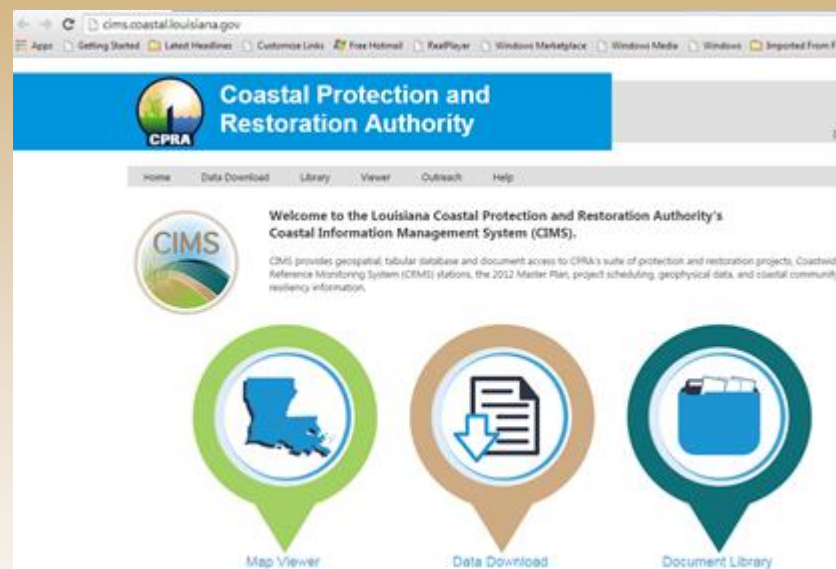 cims.coastal.louisiana.gov
Apps Getting Started Latest Headlines Customize Links Free Hotmail RealPlayer Windows Marketplace Windows Media Windows Imported From
Coastal Protection and
Restoration Authority
CPRA
Home Data Download Library Viewer Outreach Help
CIMS
Welcome to the Louisiana Coastal Protection and Restoration Authority's
Coastal Information Management System (CIMS).
CIMS provides geospatial, tabular database and document access to CPRA's suite of protection and restoration projects, Coastwid
Reference Monitoring System (CRMS) stations, the 2012 Master Plan, project scheduling, geophysical data, and coastal community
resiliency information.
Map Viewer Data Download Document Library